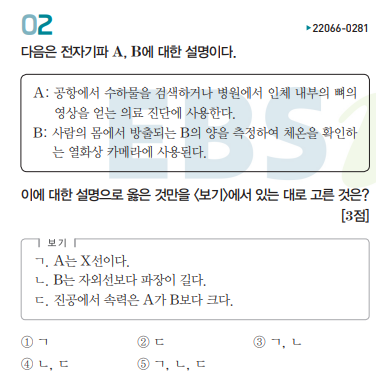 02
▶22066-0281
다음은 전자기파 A, B에 대한 설명이다.
A: 공항에서 수하물을 검색하거나 병원에서 인체 내부의 뼈의
영상을 얻는 의료 진단에 사용한다.
B: 사람의 몸에서 방출되는 B의 양을 측정하여 체온을 확인하
는 열화상 카메라에 사용된다.
EBS
이에 대한 설명으로 옳은 것만을 <보기>에서 있는 대로 고른 것은?
[3점]
보기
ㄱ. A는 X선이다.
ㄴ. B는 자외선보다 파장이 길다.
ㄷ. 진공에서 속력은 A가 B보다 크다.
① ㄱ ② ㄷ ③ ㄱ, ㄴ
④ ㄴ, ㄷ ⑤ ㄱ, ㄴ, ㄷ